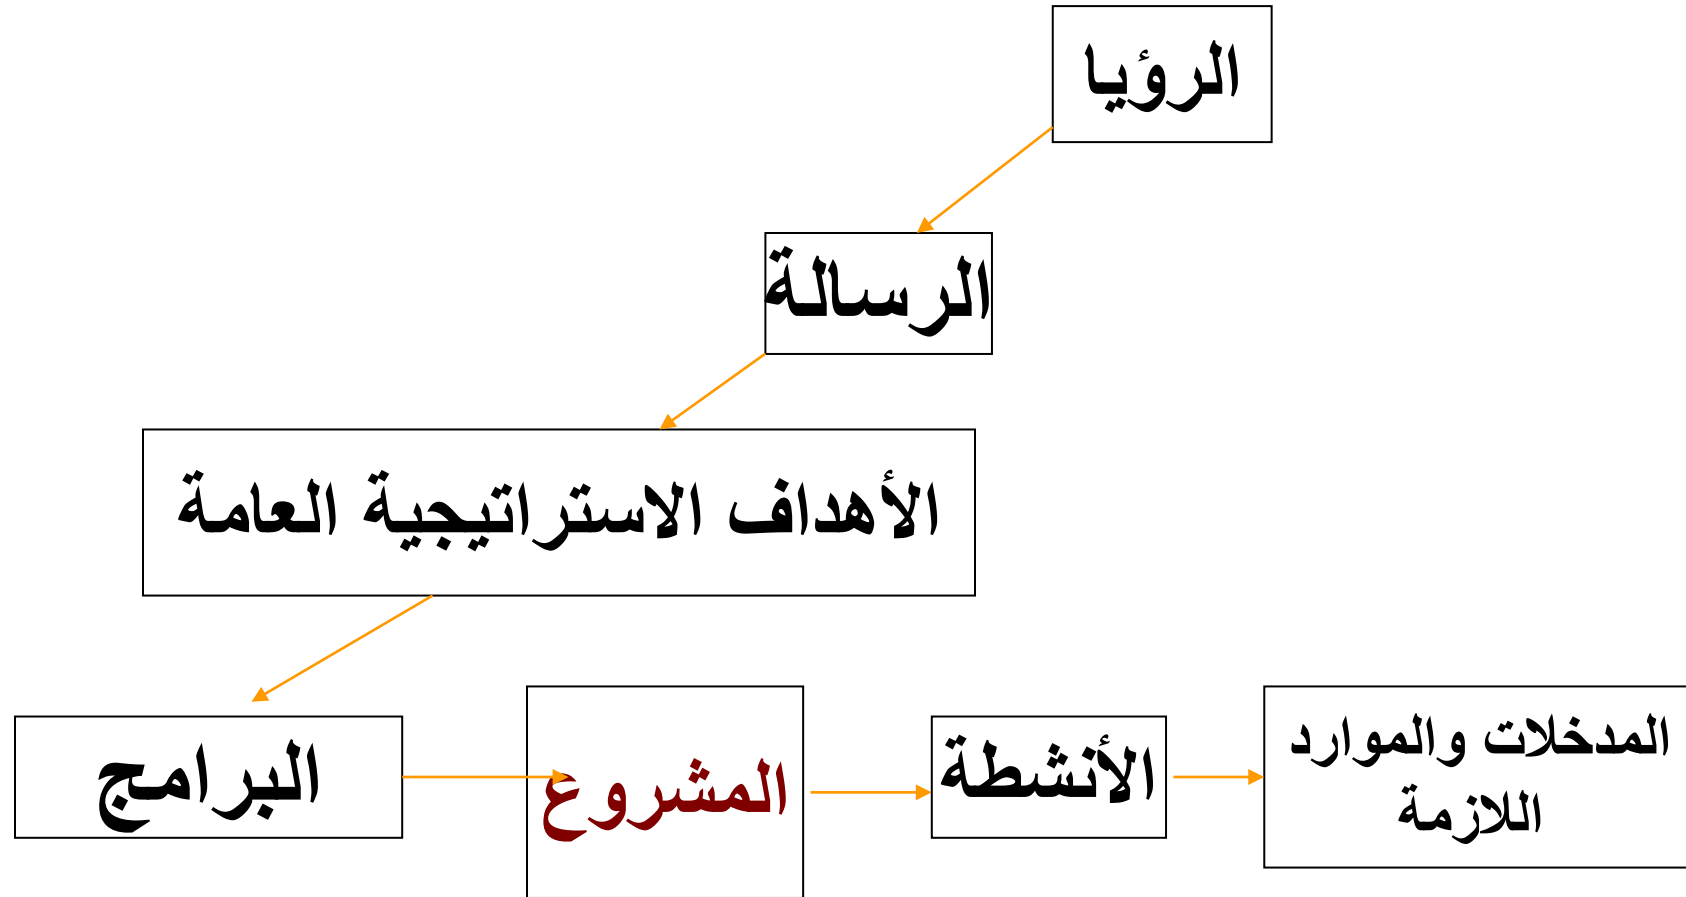 الرؤيا
الرسالة
الأهداف الاستراتيجية العامة
البرامج
المشروع
الأنشطة
المدخلات والموارد
اللازمة